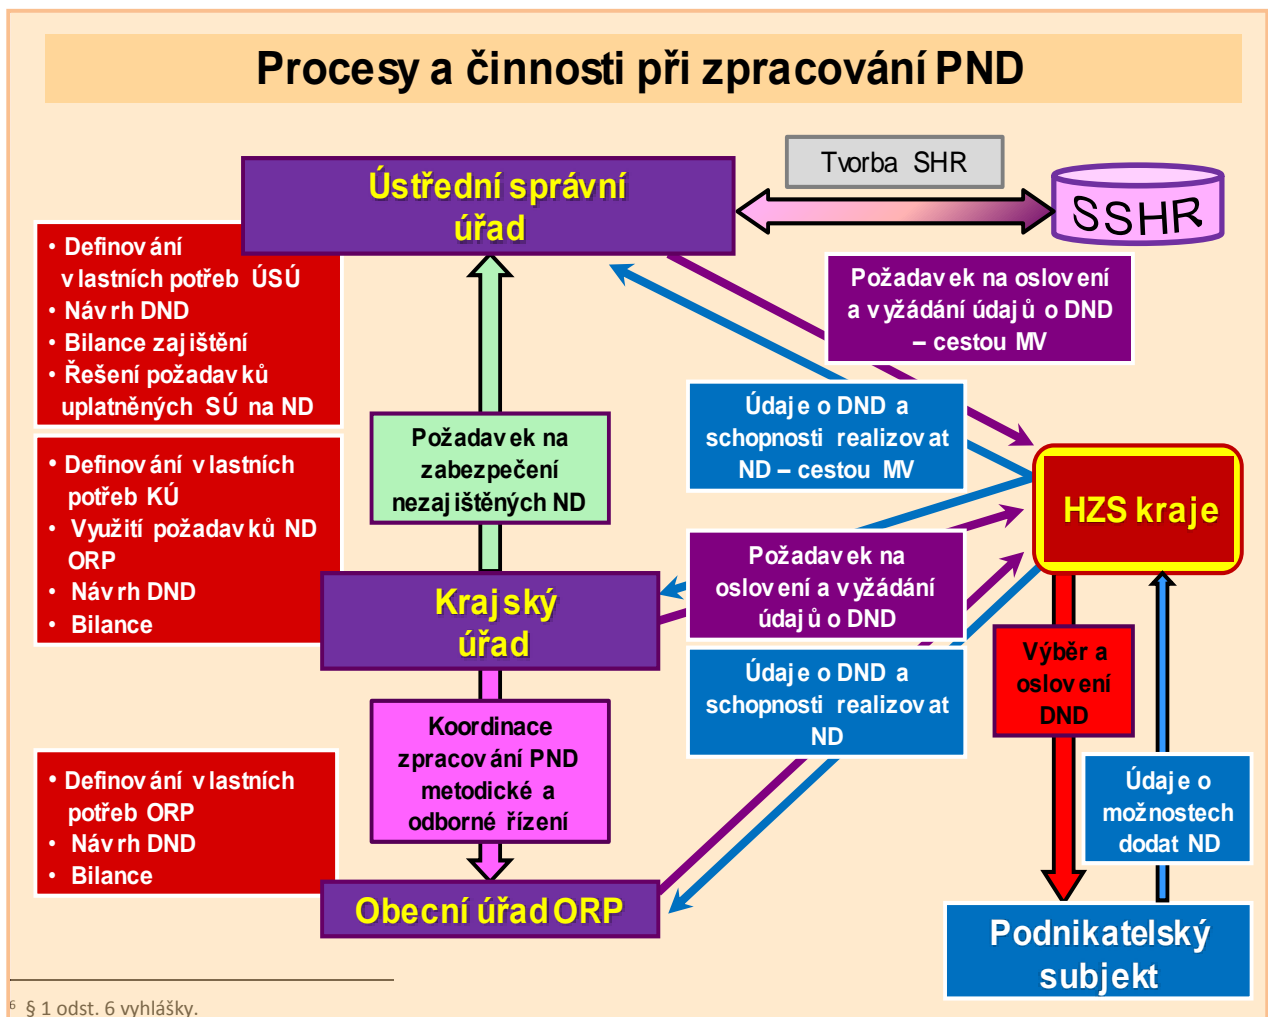 Procesy a činnosti při zpracování PND
Tvorba SHR
Ústřední správní
úřad
SSHR
• Definování
vlastních potřeb ÚSÚ
• Návrh DND
• Bilance zajištění
• Řešení požadavků
uplatněných SÚ na ND
Požadavek na oslovení
a vyžádání údajů o DND
– cestou MV
Údaje o DND a
schopnosti realizovat
ND – cestou MV
Požadavek na
zabezpečení
nezajištěných ND
• Definování vlastních
potřeb KÚ
• Využití požadavků ND
ORP
• Návrh DND
• Bilance
HZS kraje
Požadavek na
oslovení a vyžádání
údajů o DND
Krajský
úřad
Výběr a
oslovení
DND
Údaje o DND a
schopnosti realizovat
ND
Koordinace
zpracování PND
metodické a
odborné řízení
• Definování vlastních
potřeb ORP
• Návrh DND
• Bilance
Údaje o
možnostech
dodat ND
Obecní úřad ORP
Podnikatelský
subjekt
6 § 1 odst. 6 vyhlášky.